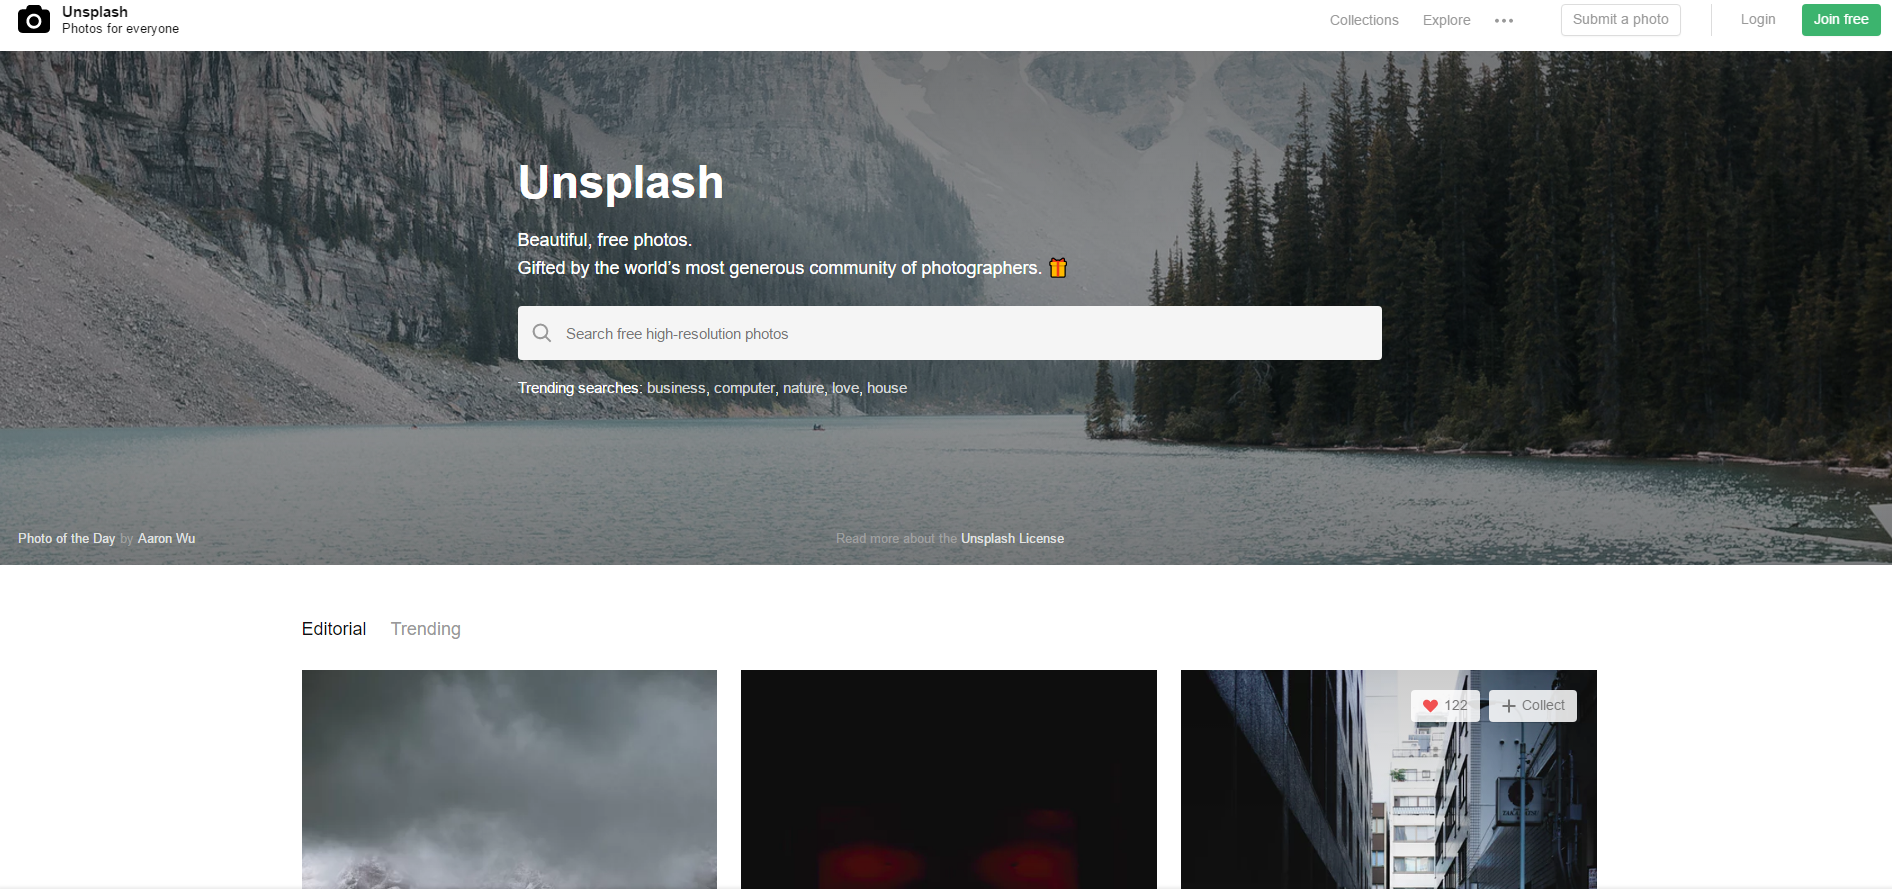 Unsplash
Photos for everyone
Collections
Explore
Submit a photo
Login
Join free
Unsplash
Beautiful, free photos.
Gifted by the world’s most generous community of photographers. 🎁
Search free high-resolution photos
Trending searches: business, computer, nature, love, house
Photo of the Day by Aaron Wu
Read more about the Unsplash License
Editorial
Trending
122
Collect